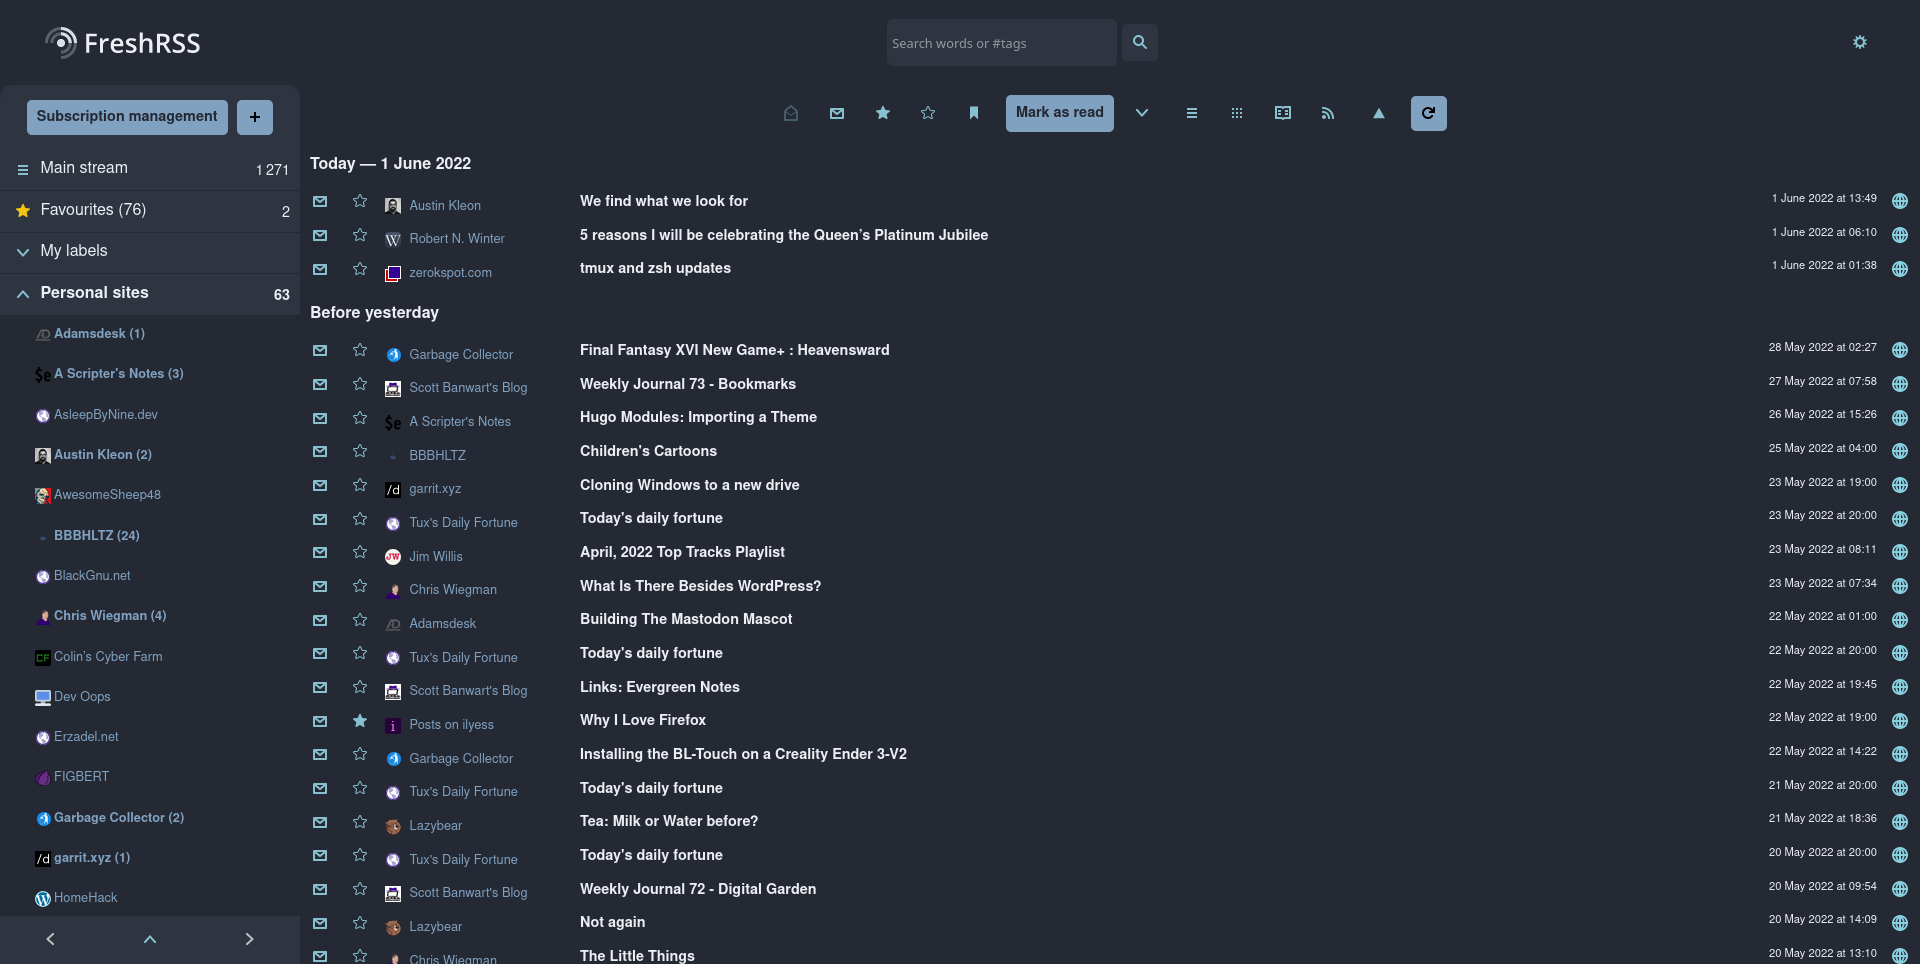 FreshRSS
Search words or #tags
Subscription management
+
Mark as read
Main stream 1 271
Favourites (76) 2
My labels
Personal sites 63
Adamsdesk (1)
$e A Scripter's Notes (3)
AsleepByNine.dev
Austin Kleon (2)
AwesomeSheep48
BBBHLTZ (24)
BlackGnu.net
Chris Wiegman (4)
CF Colin's Cyber Farm
Dev Oops
Erzadel.net
FIGBERT
Garbage Collector (2)
/d garrit.xyz (1)
HomeHack
Today — 1 June 2022
Austin Kleon We find what we look for 1 June 2022 at 13:49
W Robert N. Winter 5 reasons I will be celebrating the Queen’s Platinum Jubilee 1 June 2022 at 06:10
zerokspot.com tmux and zsh updates 1 June 2022 at 01:38
Before yesterday
Garbage Collector Final Fantasy XVI New Game+ : Heavensward 28 May 2022 at 02:27
Scott Banwart's Blog Weekly Journal 73 - Bookmarks 27 May 2022 at 07:58
$e A Scripter's Notes Hugo Modules: Importing a Theme 26 May 2022 at 15:26
BBBHLTZ Children's Cartoons 25 May 2022 at 04:00
/d garrit.xyz Cloning Windows to a new drive 23 May 2022 at 19:00
Tux's Daily Fortune Today's daily fortune 23 May 2022 at 20:00
JW Jim Willis April, 2022 Top Tracks Playlist 23 May 2022 at 08:11
Chris Wiegman What Is There Besides WordPress? 23 May 2022 at 07:34
Adamsdesk Building The Mastodon Mascot 22 May 2022 at 01:00
Tux's Daily Fortune Today's daily fortune 22 May 2022 at 20:00
Scott Banwart's Blog Links: Evergreen Notes 22 May 2022 at 19:45
i Posts on ilyess Why I Love Firefox 22 May 2022 at 19:00
Garbage Collector Installing the BL-Touch on a Creality Ender 3-V2 22 May 2022 at 14:22
Tux's Daily Fortune Today's daily fortune 21 May 2022 at 20:00
Lazybear Tea: Milk or Water before? 21 May 2022 at 18:36
Tux's Daily Fortune Today's daily fortune 20 May 2022 at 20:00
Scott Banwart's Blog Weekly Journal 72 - Digital Garden 20 May 2022 at 09:54
Lazybear Not again 20 May 2022 at 14:09
Chris Wiegman The Little Things 20 May 2022 at 13:10